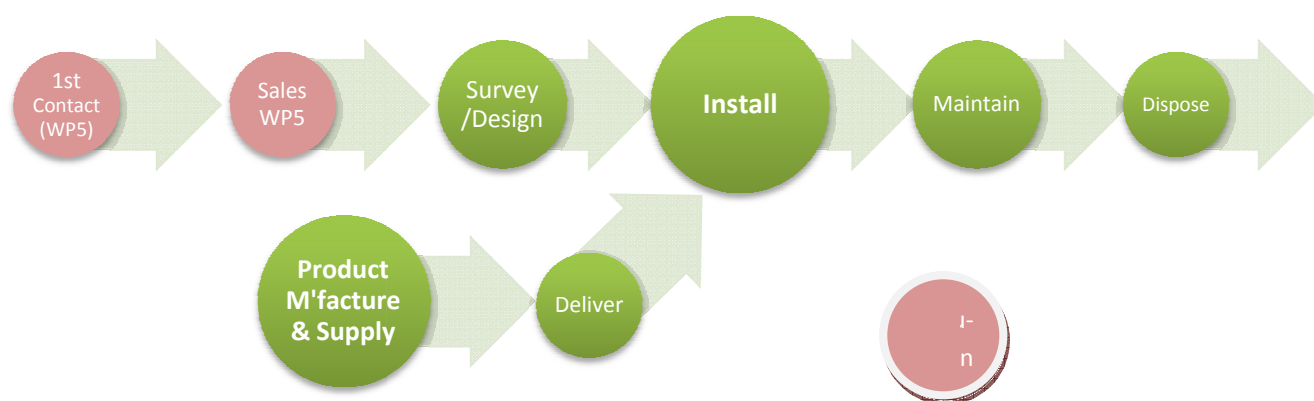 1st
Contact
(WP5)
Sales
WP5
Survey
/Design
Install
Maintain
Dispose
Product
M'facture
& Supply
Deliver